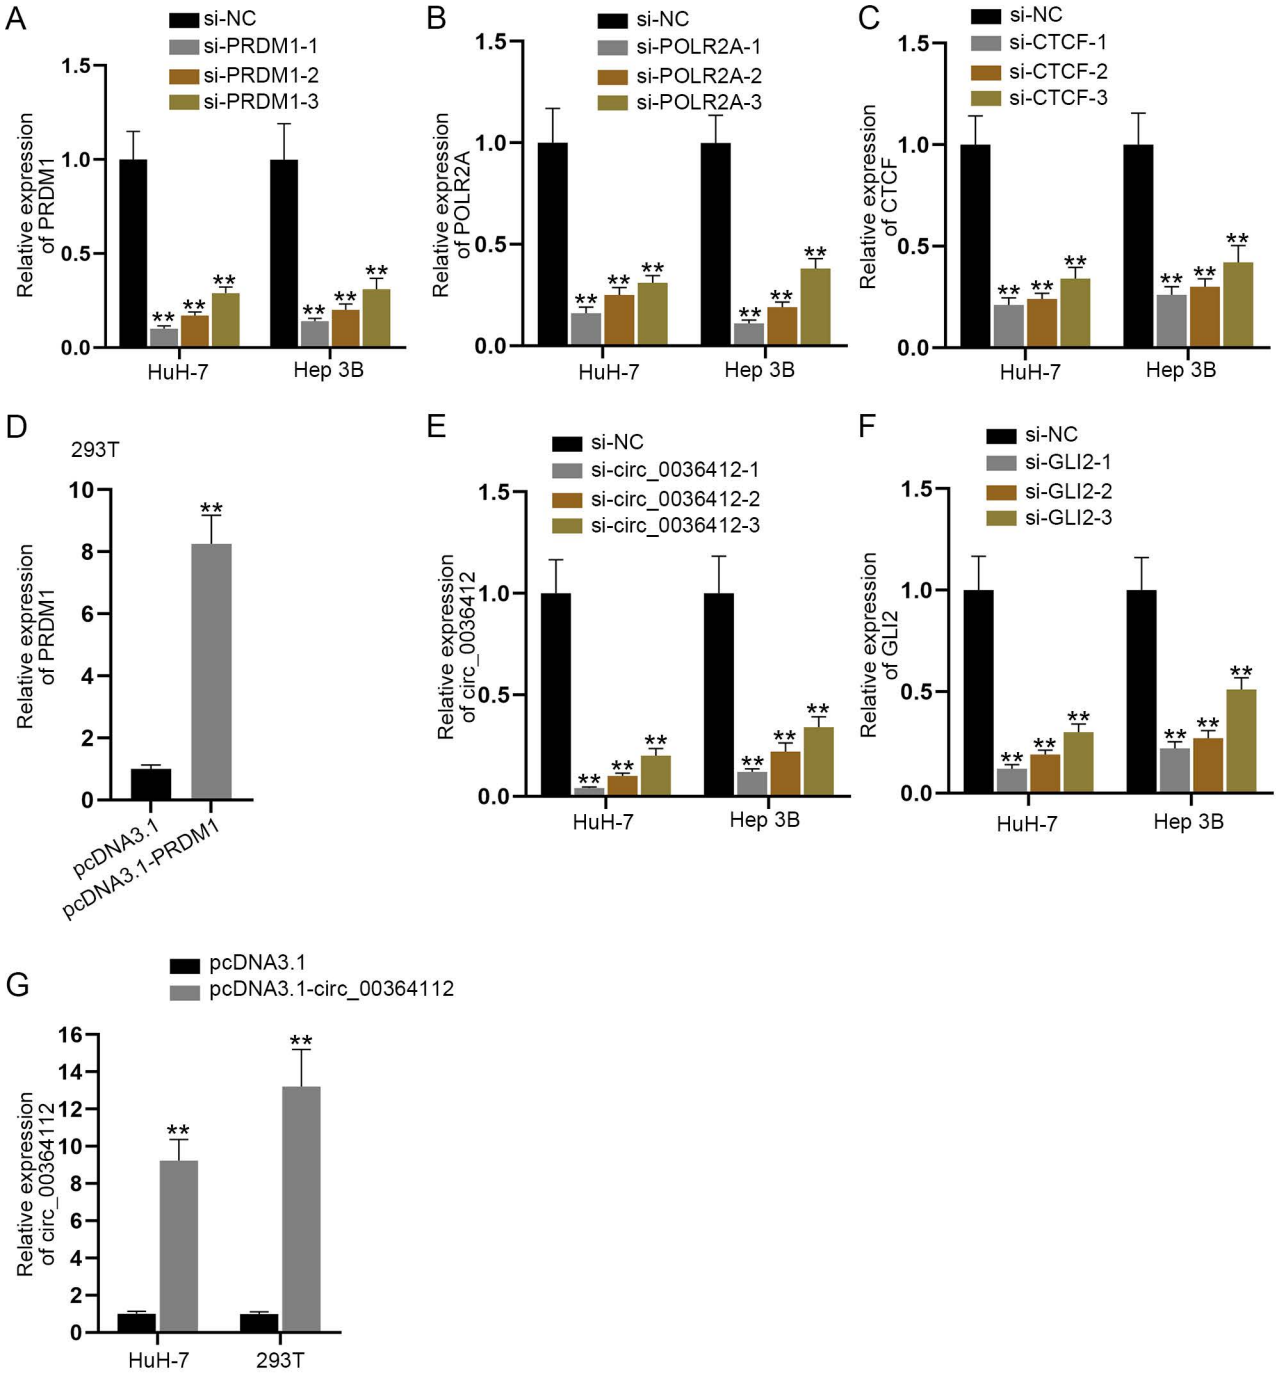 A
si-NC
si-PRDM1-1
si-PRDM1-2
si-PRDM1-3
Relative expression
of PRDM1
1.5
1.0
0.5
0.0
** ** ** ** ** **
HuH-7 Hep 3B
B
si-NC
si-POLR2A-1
si-POLR2A-2
si-POLR2A-3
Relative expression
of POLR2A
1.5
1.0
0.5
0.0
** ** ** ** ** **
HuH-7 Hep 3B
C
si-NC
si-CTCF-1
si-CTCF-2
si-CTCF-3
Relative expression
of CTCF
1.5
1.0
0.5
0.0
** ** ** ** ** **
HuH-7 Hep 3B
D
293T
Relative expression
of PRDM1
10
8
6
4
2
0
**
pcDNA3.1
pcDNA3.1-PRDM1
E
si-NC
si-circ_0036412-1
si-circ_0036412-2
si-circ_0036412-3
Relative expression
of circ_0036412
1.5
1.0
0.5
0.0
** ** ** ** ** **
HuH-7 Hep 3B
F
si-NC
si-GLI2-1
si-GLI2-2
si-GLI2-3
Relative expression
of GLI2
1.5
1.0
0.5
0.0
** ** ** ** ** **
HuH-7 Hep 3B
G
pcDNA3.1
pcDNA3.1-circ_00364112
Relative expression
of circ_00364112
16
14
12
10
8
6
4
2
0
** **
HuH-7 293T